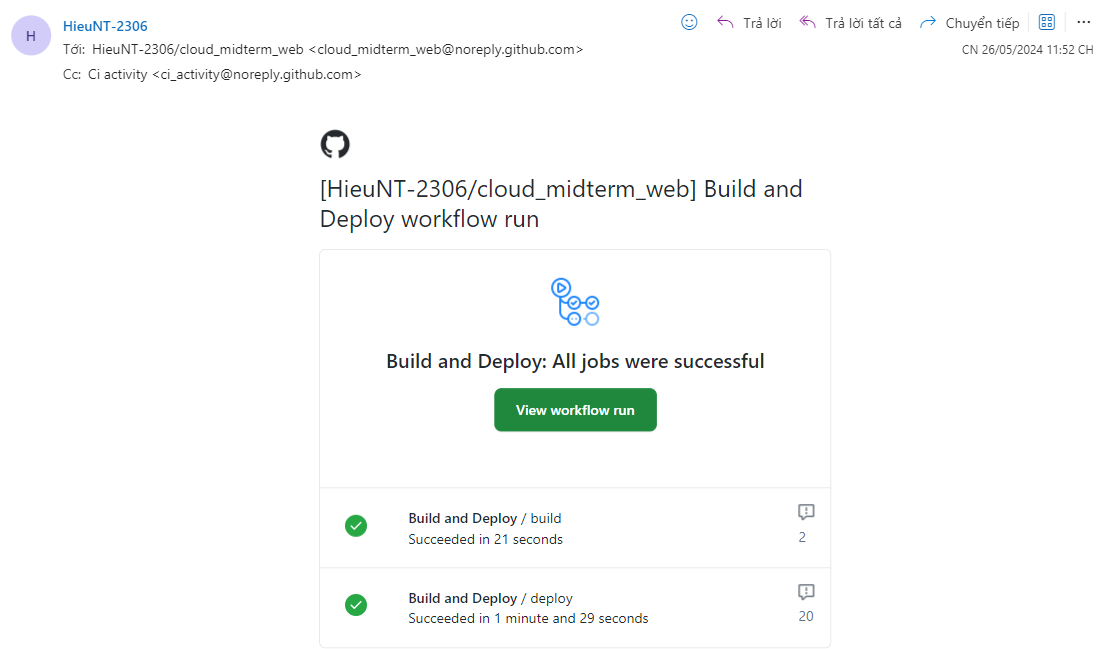 H
HieuNT-2306
Trả lời
Trả lời tất cả
Chuyển tiếp
Tới: HieuNT-2306/cloud_midterm_web <cloud_midterm_web@noreply.github.com>
CN 26/05/2024 11:52 CH
Cc: Ci activity <ci_activity@noreply.github.com>
[HieuNT-2306/cloud_midterm_web] Build and
Deploy workflow run
Build and Deploy: All jobs were successful
View workflow run
Build and Deploy / build
Succeeded in 21 seconds
2
Build and Deploy / deploy
Succeeded in 1 minute and 29 seconds
20